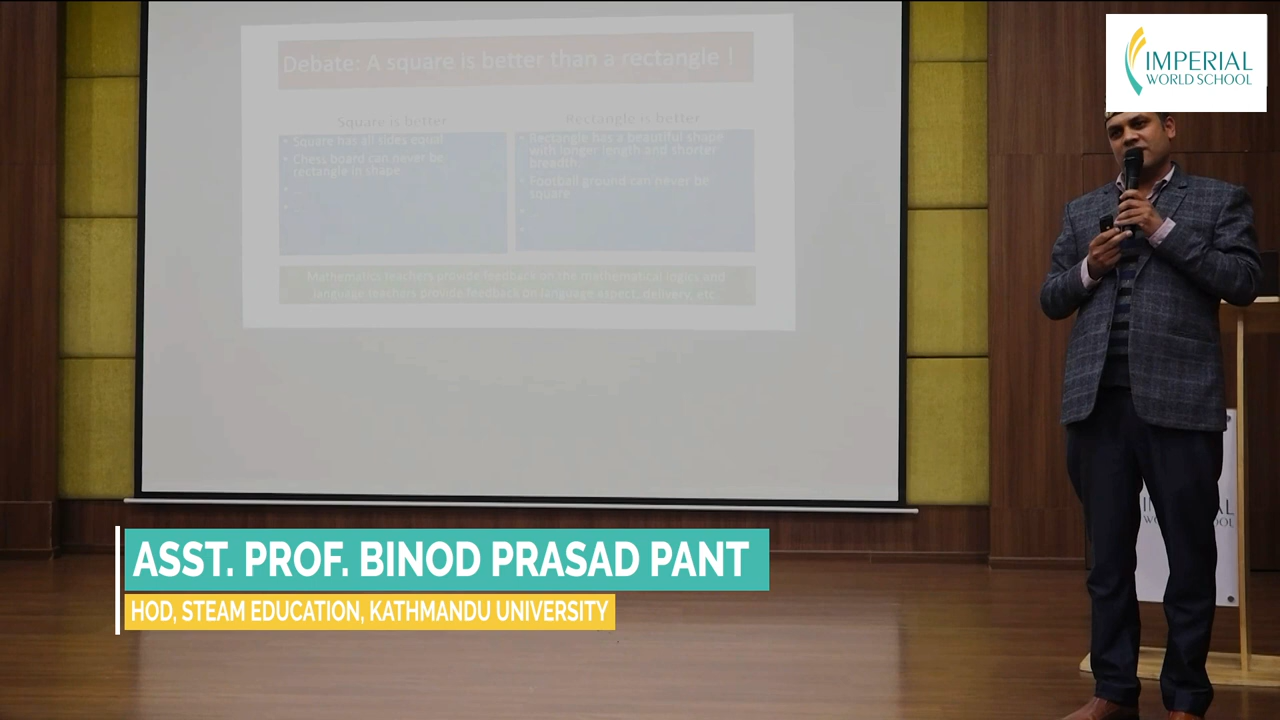 Debate: A square is better than a rectangle !
Square is better
• Square has all sides equal
• Chess board can never be
rectangle in shape
Rectangle is better
• Rectangle has a beautiful shape
with longer length and shorter
breadth
• Football ground can never be
square
Mathematics teachers provide feedback on the mathematical logics and
language teachers provide feedback on language aspect, delivery, etc
IMPERIAL
WORLD SCHOOL
ASST. PROF. BINOD PRASAD PANT
HOD, STEAM EDUCATION, KATHMANDU UNIVERSITY